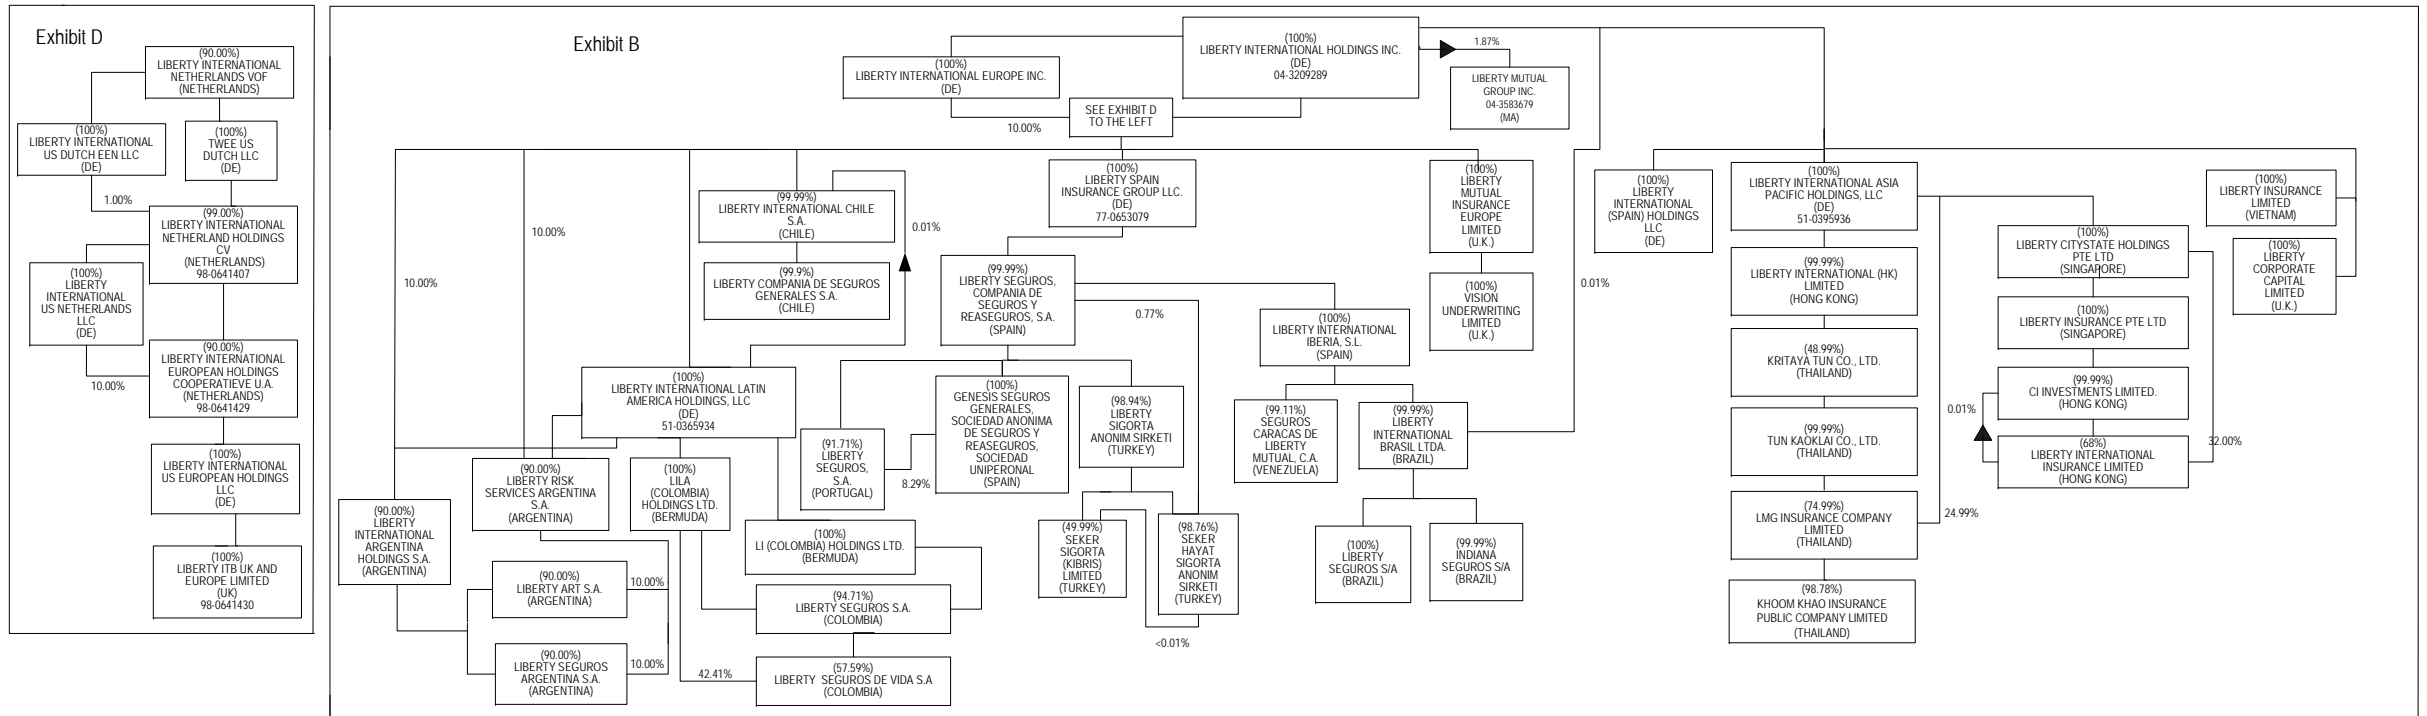 Exhibit D
(90.00%)
LIBERTY INTERNATIONAL
NETHERLANDS VOF
(NETHERLANDS)
(100%)
LIBERTY INTERNATIONAL
US DUTCH EEN LLC
(DE)
(100%)
TWEE US
DUTCH LLC
(DE)
1.00%
(99.00%)
LIBERTY INTERNATIONAL
NETHERLAND HOLDINGS
CV
(NETHERLANDS)
98-0641407
(100%)
LIBERTY
INTERNATIONAL
US NETHERLANDS
LLC
(DE)
10.00%
(90.00%)
LIBERTY INTERNATIONAL
EUROPEAN HOLDINGS
COOPERATIEVE U.A.
(NETHERLANDS)
98-0641429
(100%)
LIBERTY INTERNATIONAL
US EUROPEAN HOLDINGS
LLC
(DE)
(100%)
LIBERTY ITB UK AND
EUROPE LIMITED
(UK)
98-0641430
Exhibit B
(100%)
LIBERTY INTERNATIONAL HOLDINGS INC.
(DE)
04-3209289
1.87%
LIBERTY MUTUAL
GROUP INC.
04-3583679
(MA)
(100%)
LIBERTY INTERNATIONAL EUROPE INC.
(DE)
10.00%
SEE EXHIBIT D
TO THE LEFT
(99.99%)
LIBERTY INTERNATIONAL CHILE
S.A.
(CHILE)
0.01%
(99.9%)
LIBERTY COMPANIA DE SEGUROS
GENERALES S.A.
(CHILE)
10.00%
10.00%
(100%)
LIBERTY SPAIN
INSURANCE GROUP LLC.
(DE)
77-0653079
(100%)
LIBERTY
MUTUAL
INSURANCE
EUROPE
LIMITED
(U.K.)
(100%)
VISION
UNDERWRITING
LIMITED
(U.K.)
(99.99%)
LIBERTY SEGUROS,
COMPANIA DE
SEGUROS Y
REASEGUROS, S.A.
(SPAIN)
0.77%
(100%)
LIBERTY INTERNATIONAL
IBERIA, S.L.
(SPAIN)
0.01%
(100%)
LIBERTY INTERNATIONAL LATIN
AMERICA HOLDINGS, LLC
(DE)
51-0365934
(91.71%)
LIBERTY
SEGUROS,
S.A.
(PORTUGAL)
8.29%
(100%)
GENESIS SEGUROS
GENERALES,
SOCIEDAD ANONIMA
DE SEGUROS Y
REASEGUROS,
SOCIEDAD
UNIPERONAL
(SPAIN)
(98.94%)
LIBERTY
SIGORTA
ANONIM SIRKETI
(TURKEY)
(99.11%)
SEGUROS
CARACAS DE
LIBERTY
MUTUAL, C.A.
(VENEZUELA)
(99.99%)
LIBERTY
INTERNATIONAL
BRASIL LTDA.
(BRAZIL)
(90.00%)
LIBERTY
INTERNATIONAL
ARGENTINA
HOLDINGS S.A.
(ARGENTINA)
(90.00%)
LIBERTY RISK
SERVICES ARGENTINA
S.A.
(ARGENTINA)
(100%)
LILA
(COLOMBIA)
HOLDINGS LTD.
(BERMUDA)
(100%)
LI (COLOMBIA) HOLDINGS LTD.
(BERMUDA)
(49.99%)
SEKER
SIGORTA
(KIBRIS)
LIMITED
(TURKEY)
(98.76%)
SEKER
HAYAT
SIGORTA
ANONIM
SIRKETI
(TURKEY)
<0.01%
(100%)
LIBERTY
SEGUROS S/A
(BRAZIL)
(99.99%)
INDIANA
SEGUROS S/A
(BRAZIL)
(90.00%)
LIBERTY ART S.A.
(ARGENTINA)
10.00%
(94.71%)
LIBERTY SEGUROS S.A.
(COLOMBIA)
(90.00%)
LIBERTY SEGUROS
ARGENTINA S.A.
(ARGENTINA)
10.00%
42.41%
(57.59%)
LIBERTY  SEGUROS DE VIDA S.A
(COLOMBIA)
(100%)
LIBERTY
INTERNATIONAL
(SPAIN) HOLDINGS
LLC
(DE)
(100%)
LIBERTY INTERNATIONAL ASIA
PACIFIC HOLDINGS, LLC
(DE)
51-0395936
(100%)
LIBERTY INSURANCE
LIMITED
(VIETNAM)
(100%)
LIBERTY
CORPORATE
CAPITAL
LIMITED
(U.K.)
(99.99%)
LIBERTY INTERNATIONAL (HK)
LIMITED
(HONG KONG)
(100%)
LIBERTY CITYSTATE HOLDINGS
PTE LTD
(SINGAPORE)
(48.99%)
KRITAYA TUN CO., LTD.
(THAILAND)
(100%)
LIBERTY INSURANCE PTE LTD
(SINGAPORE)
(99.99%)
TUN KAOKLAI CO., LTD.
(THAILAND)
(99.99%)
CI INVESTMENTS LIMITED.
(HONG KONG)
0.01%
(68%)
LIBERTY INTERNATIONAL
INSURANCE LIMITED
(HONG KONG)
32.00%
(74.99%)
LMG INSURANCE COMPANY
LIMITED
(THAILAND)
24.99%
(98.78%)
KHOOM KHAO INSURANCE
PUBLIC COMPANY LIMITED
(THAILAND)